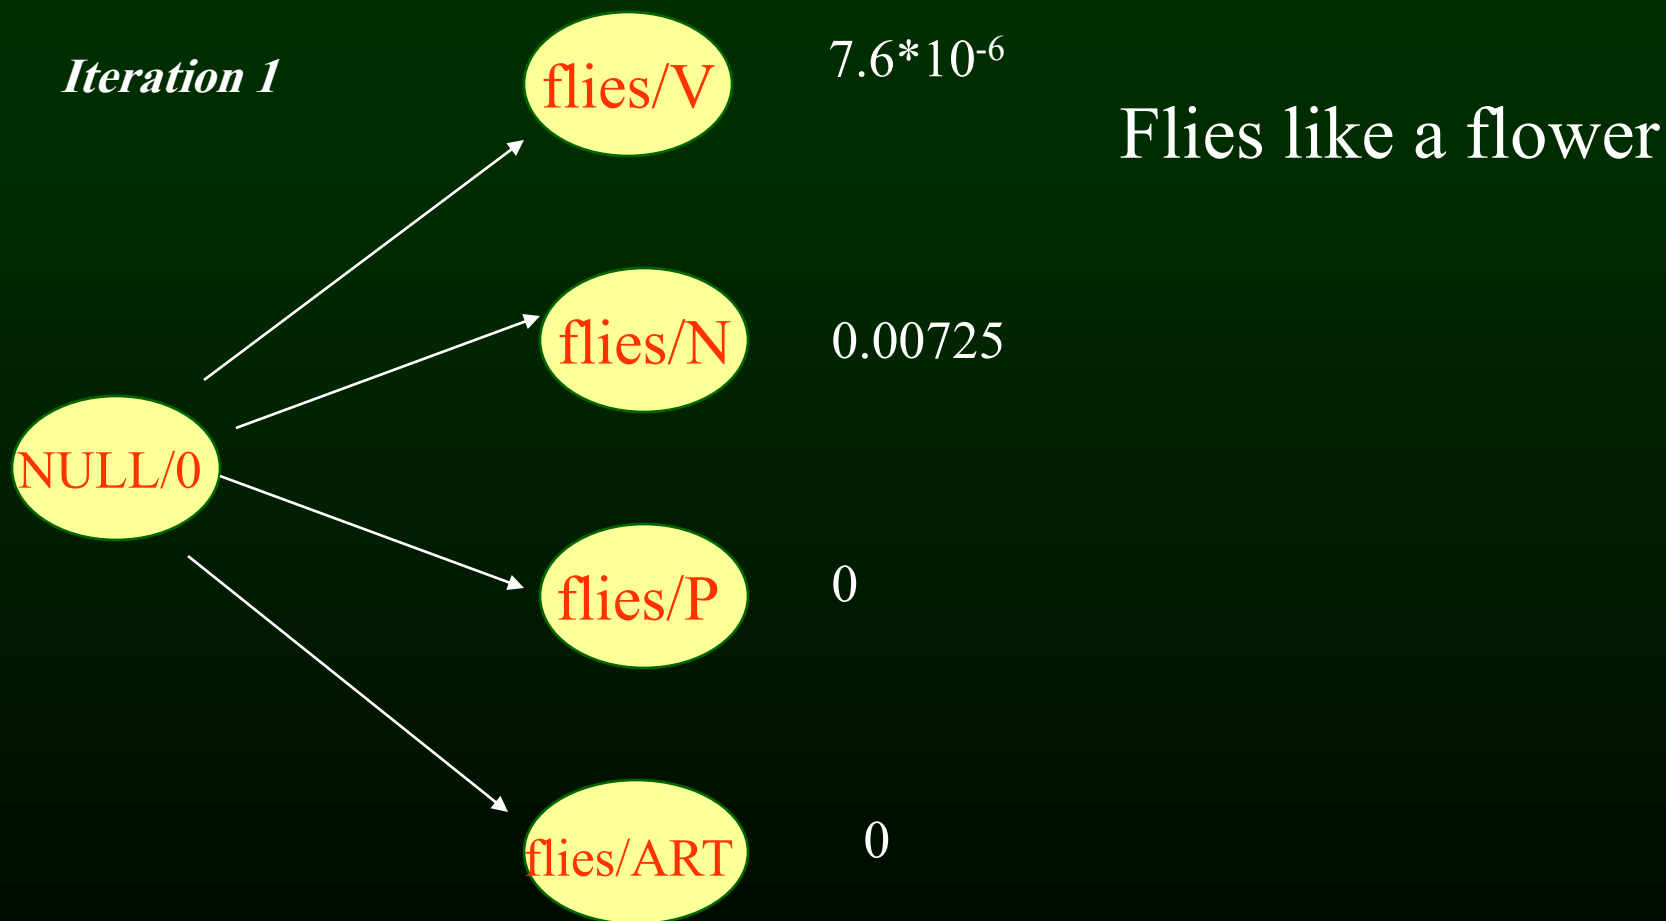 Iteration 1
flies/V
7.6*10⁻⁶
Flies like a flower
flies/N
0.00725
NULL/0
flies/P
0
flies/ART
0